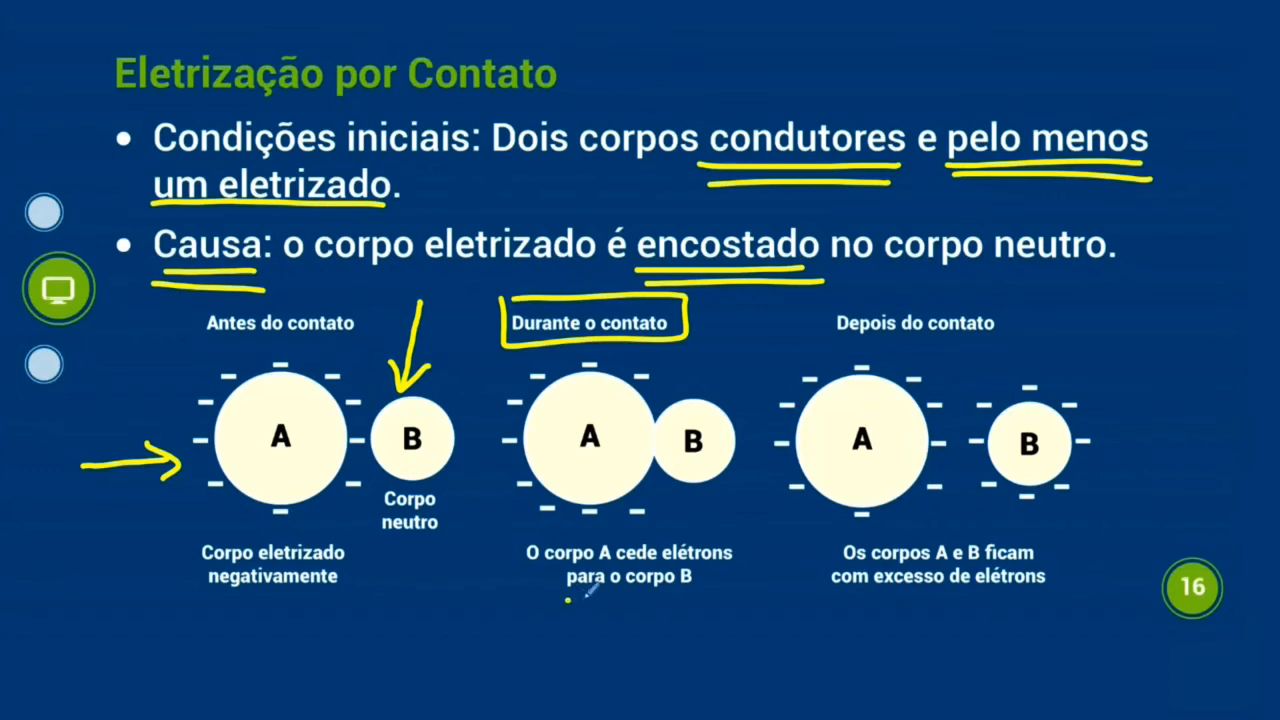 Eletrização por Contato
• Condições iniciais: Dois corpos condutores e pelo menos
um eletrizado.
• Causa: o corpo eletrizado é encostado no corpo neutro.
Antes do contato
Durante o contato
Depois do contato
A
B
A
B
A
B
Corpo
neutro
Corpo eletrizado
negativamente
O corpo A cede elétrons
para o corpo B
Os corpos A e B ficam
com excesso de elétrons
16